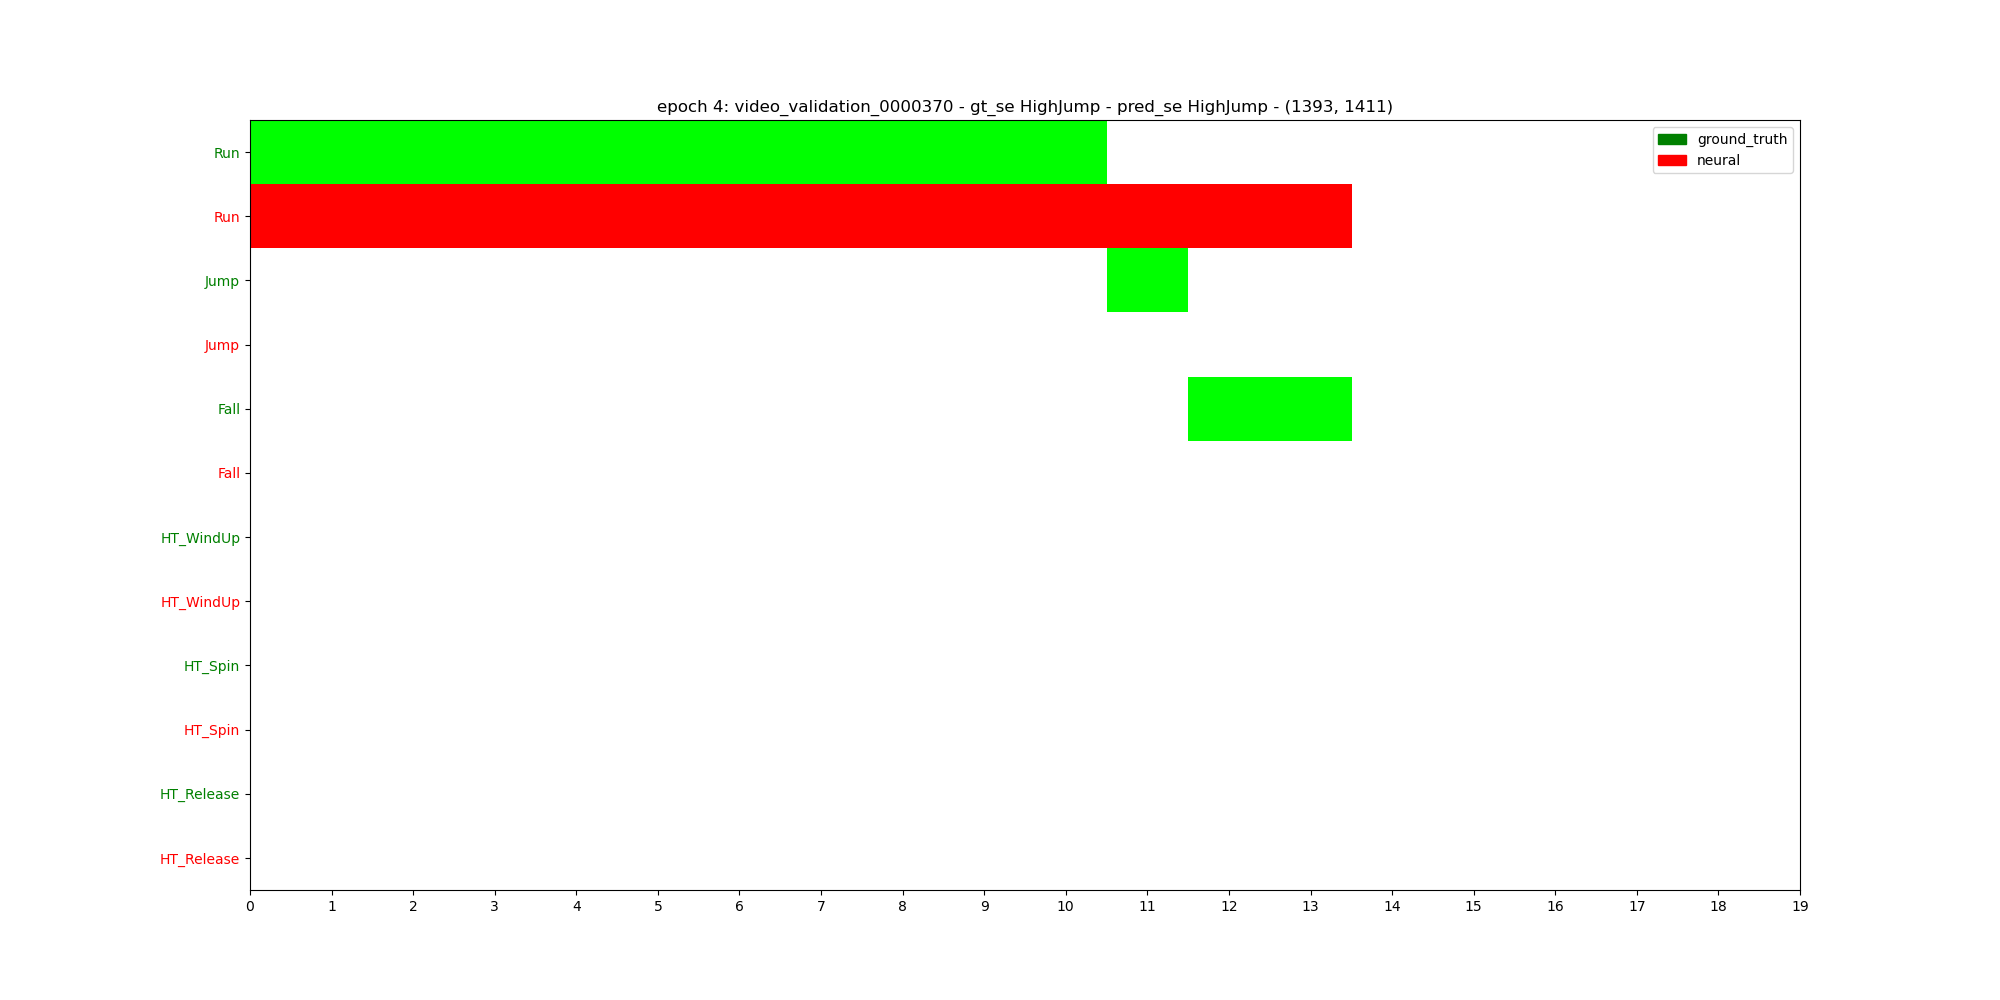 epoch 4: video_validation_0000370 - gt_se HighJump - pred_se HighJump - (1393, 1411)
ground_truth
neural
Run
Run
Jump
Jump
Fall
Fall
HT_WindUp
HT_WindUp
HT_Spin
HT_Spin
HT_Release
HT_Release
0 1 2 3 4 5 6 7 8 9 10 11 12 13 14 15 16 17 18 19